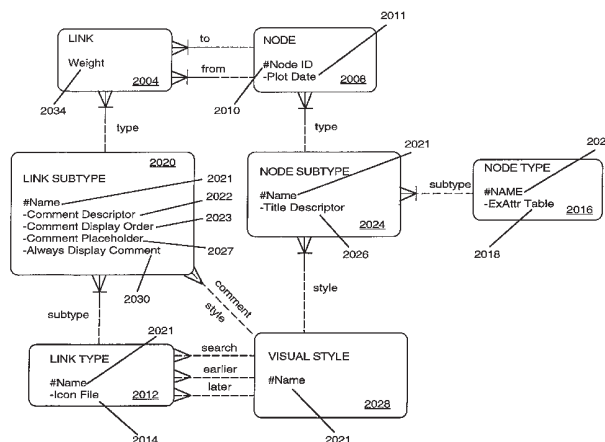 2011
LINK
to
NODE
Weight
#Node ID
-Plot Date
from
2004
2008
2034
2010
type
type
2020
2021
2021
202
LINK SUBTYPE
NODE SUBTYPE
NODE TYPE
#Name
2022
subtype
-Comment Descriptor
2023
#Name
#NAME
-Comment Display Order
-Title Descriptor
-ExAttr Table
-Comment Placeholder
2027
2024
2016
-Always Display Comment
2026
2018
2030
comment
style
style
subtype
2021
LINK TYPE
search
VISUAL STYLE
#Name
earlier
#Name
-Icon File
2012
later
2028
2014
2021